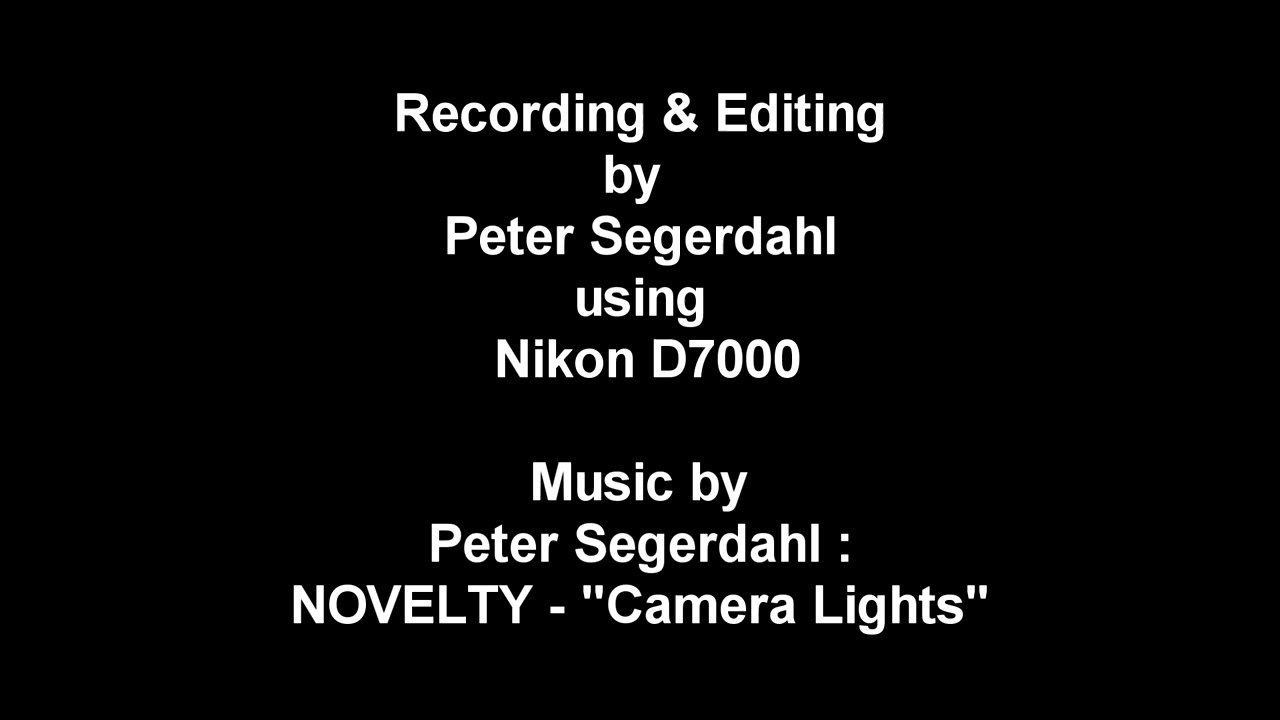 Recording & Editing
by
Peter Segerdahl
using
Nikon D7000
Music by
Peter Segerdahl :
NOVELTY - "Camera Lights"